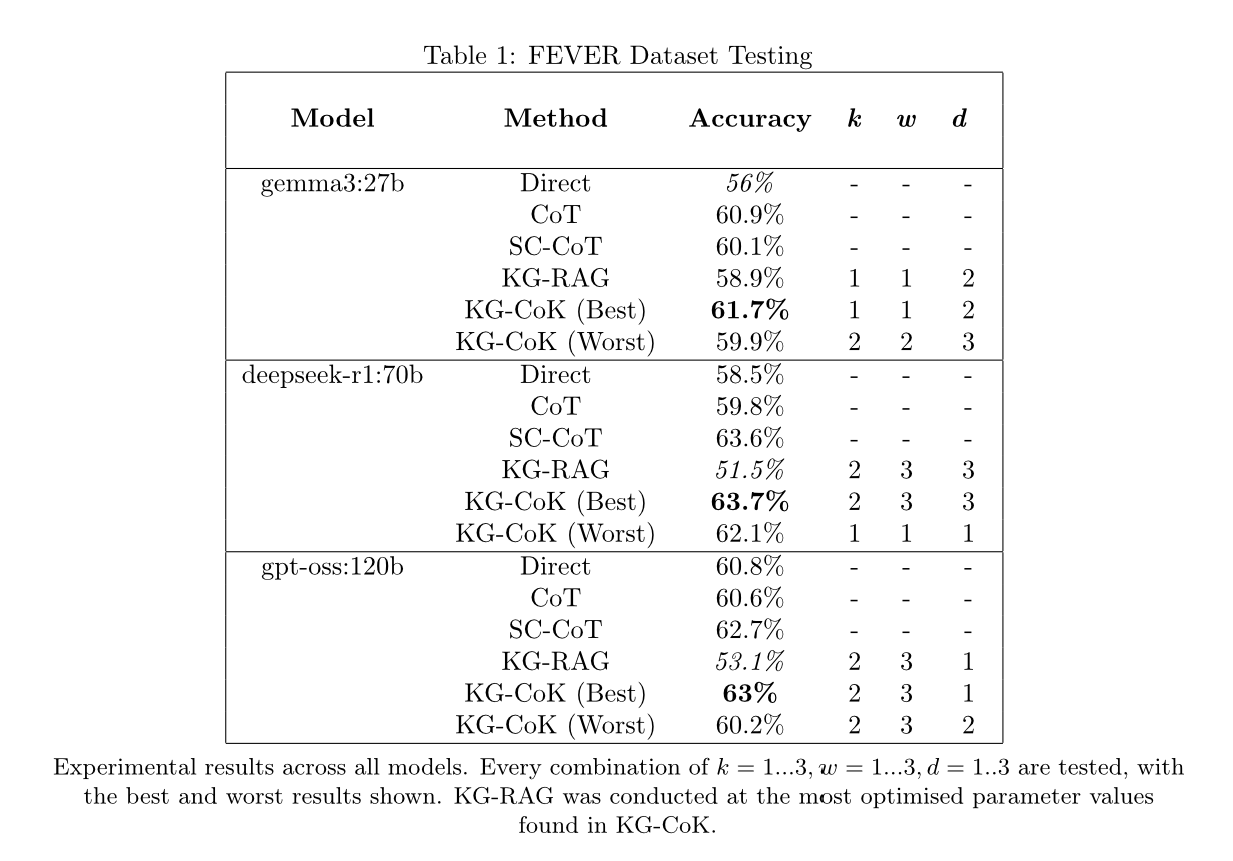 Table 1: FEVER Dataset Testing
Model Method Accuracy k w d
gemma3:27b Direct 56% - - -
CoT 60.9% - - -
SC-CoT 60.1% - - -
KG-RAG 58.9% 1 1 2
KG-CoK (Best) 61.7% 1 1 2
KG-CoK (Worst) 59.9% 2 2 3
deepseek-r1:70b Direct 58.5% - - -
CoT 59.8% - - -
SC-CoT 63.6% - - -
KG-RAG 51.5% 2 3 3
KG-CoK (Best) 63.7% 2 3 3
KG-CoK (Worst) 62.1% 1 1 1
gpt-oss:120b Direct 60.8% - - -
CoT 60.6% - - -
SC-CoT 62.7% - - -
KG-RAG 53.1% 2 3 1
KG-CoK (Best) 63% 2 3 1
KG-CoK (Worst) 60.2% 2 3 2
Experimental results across all models. Every combination of k = 1...3, w = 1...3, d = 1..3 are tested, with
the best and worst results shown. KG-RAG was conducted at the most optimised parameter values
found in KG-CoK.